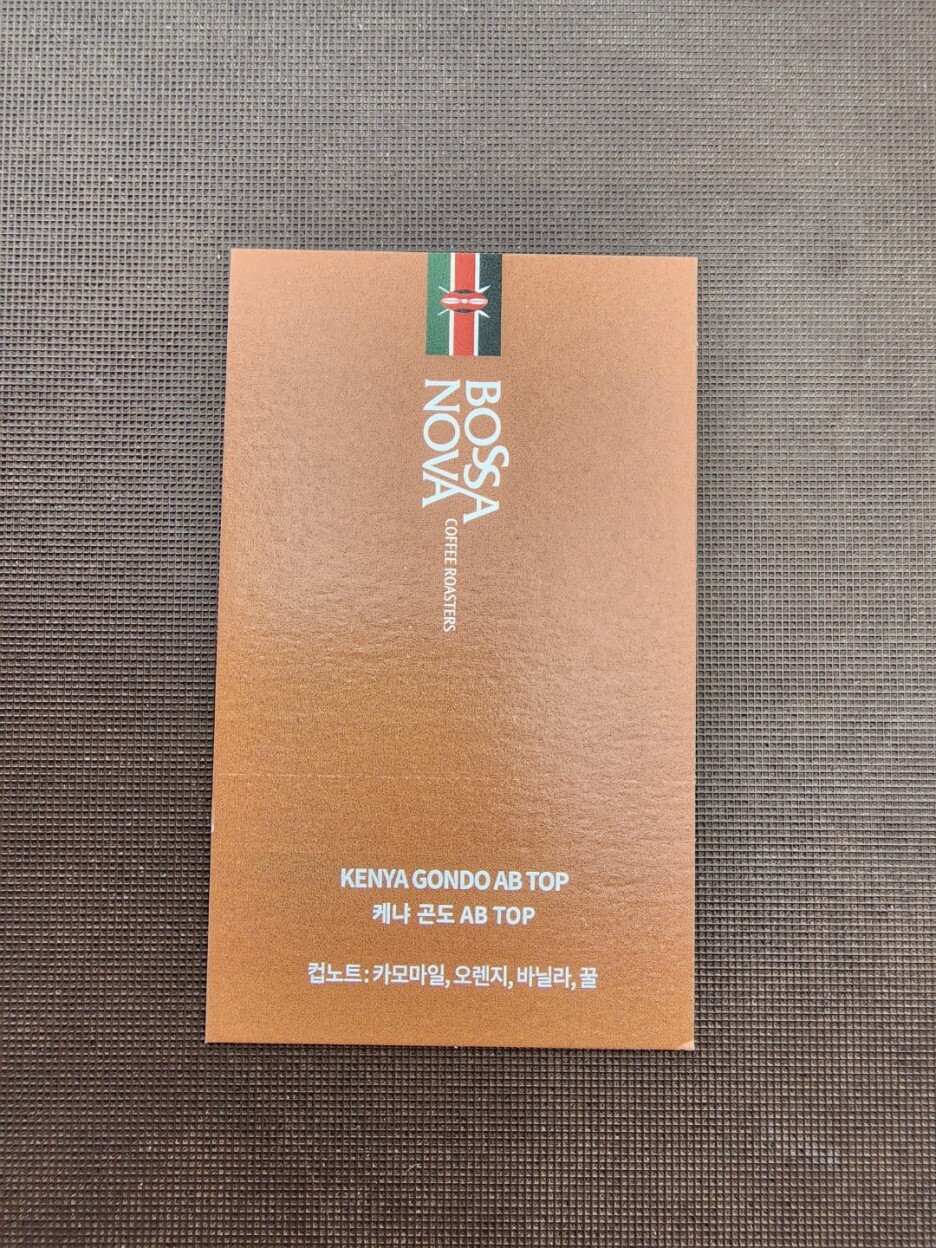 BOSSA
NOVA
COFFEE ROASTERS
KENYA GONDO AB TOP
케냐 곤도 AB TOP
컵노트 : 카모마일, 오렌지, 바닐라, 꿀